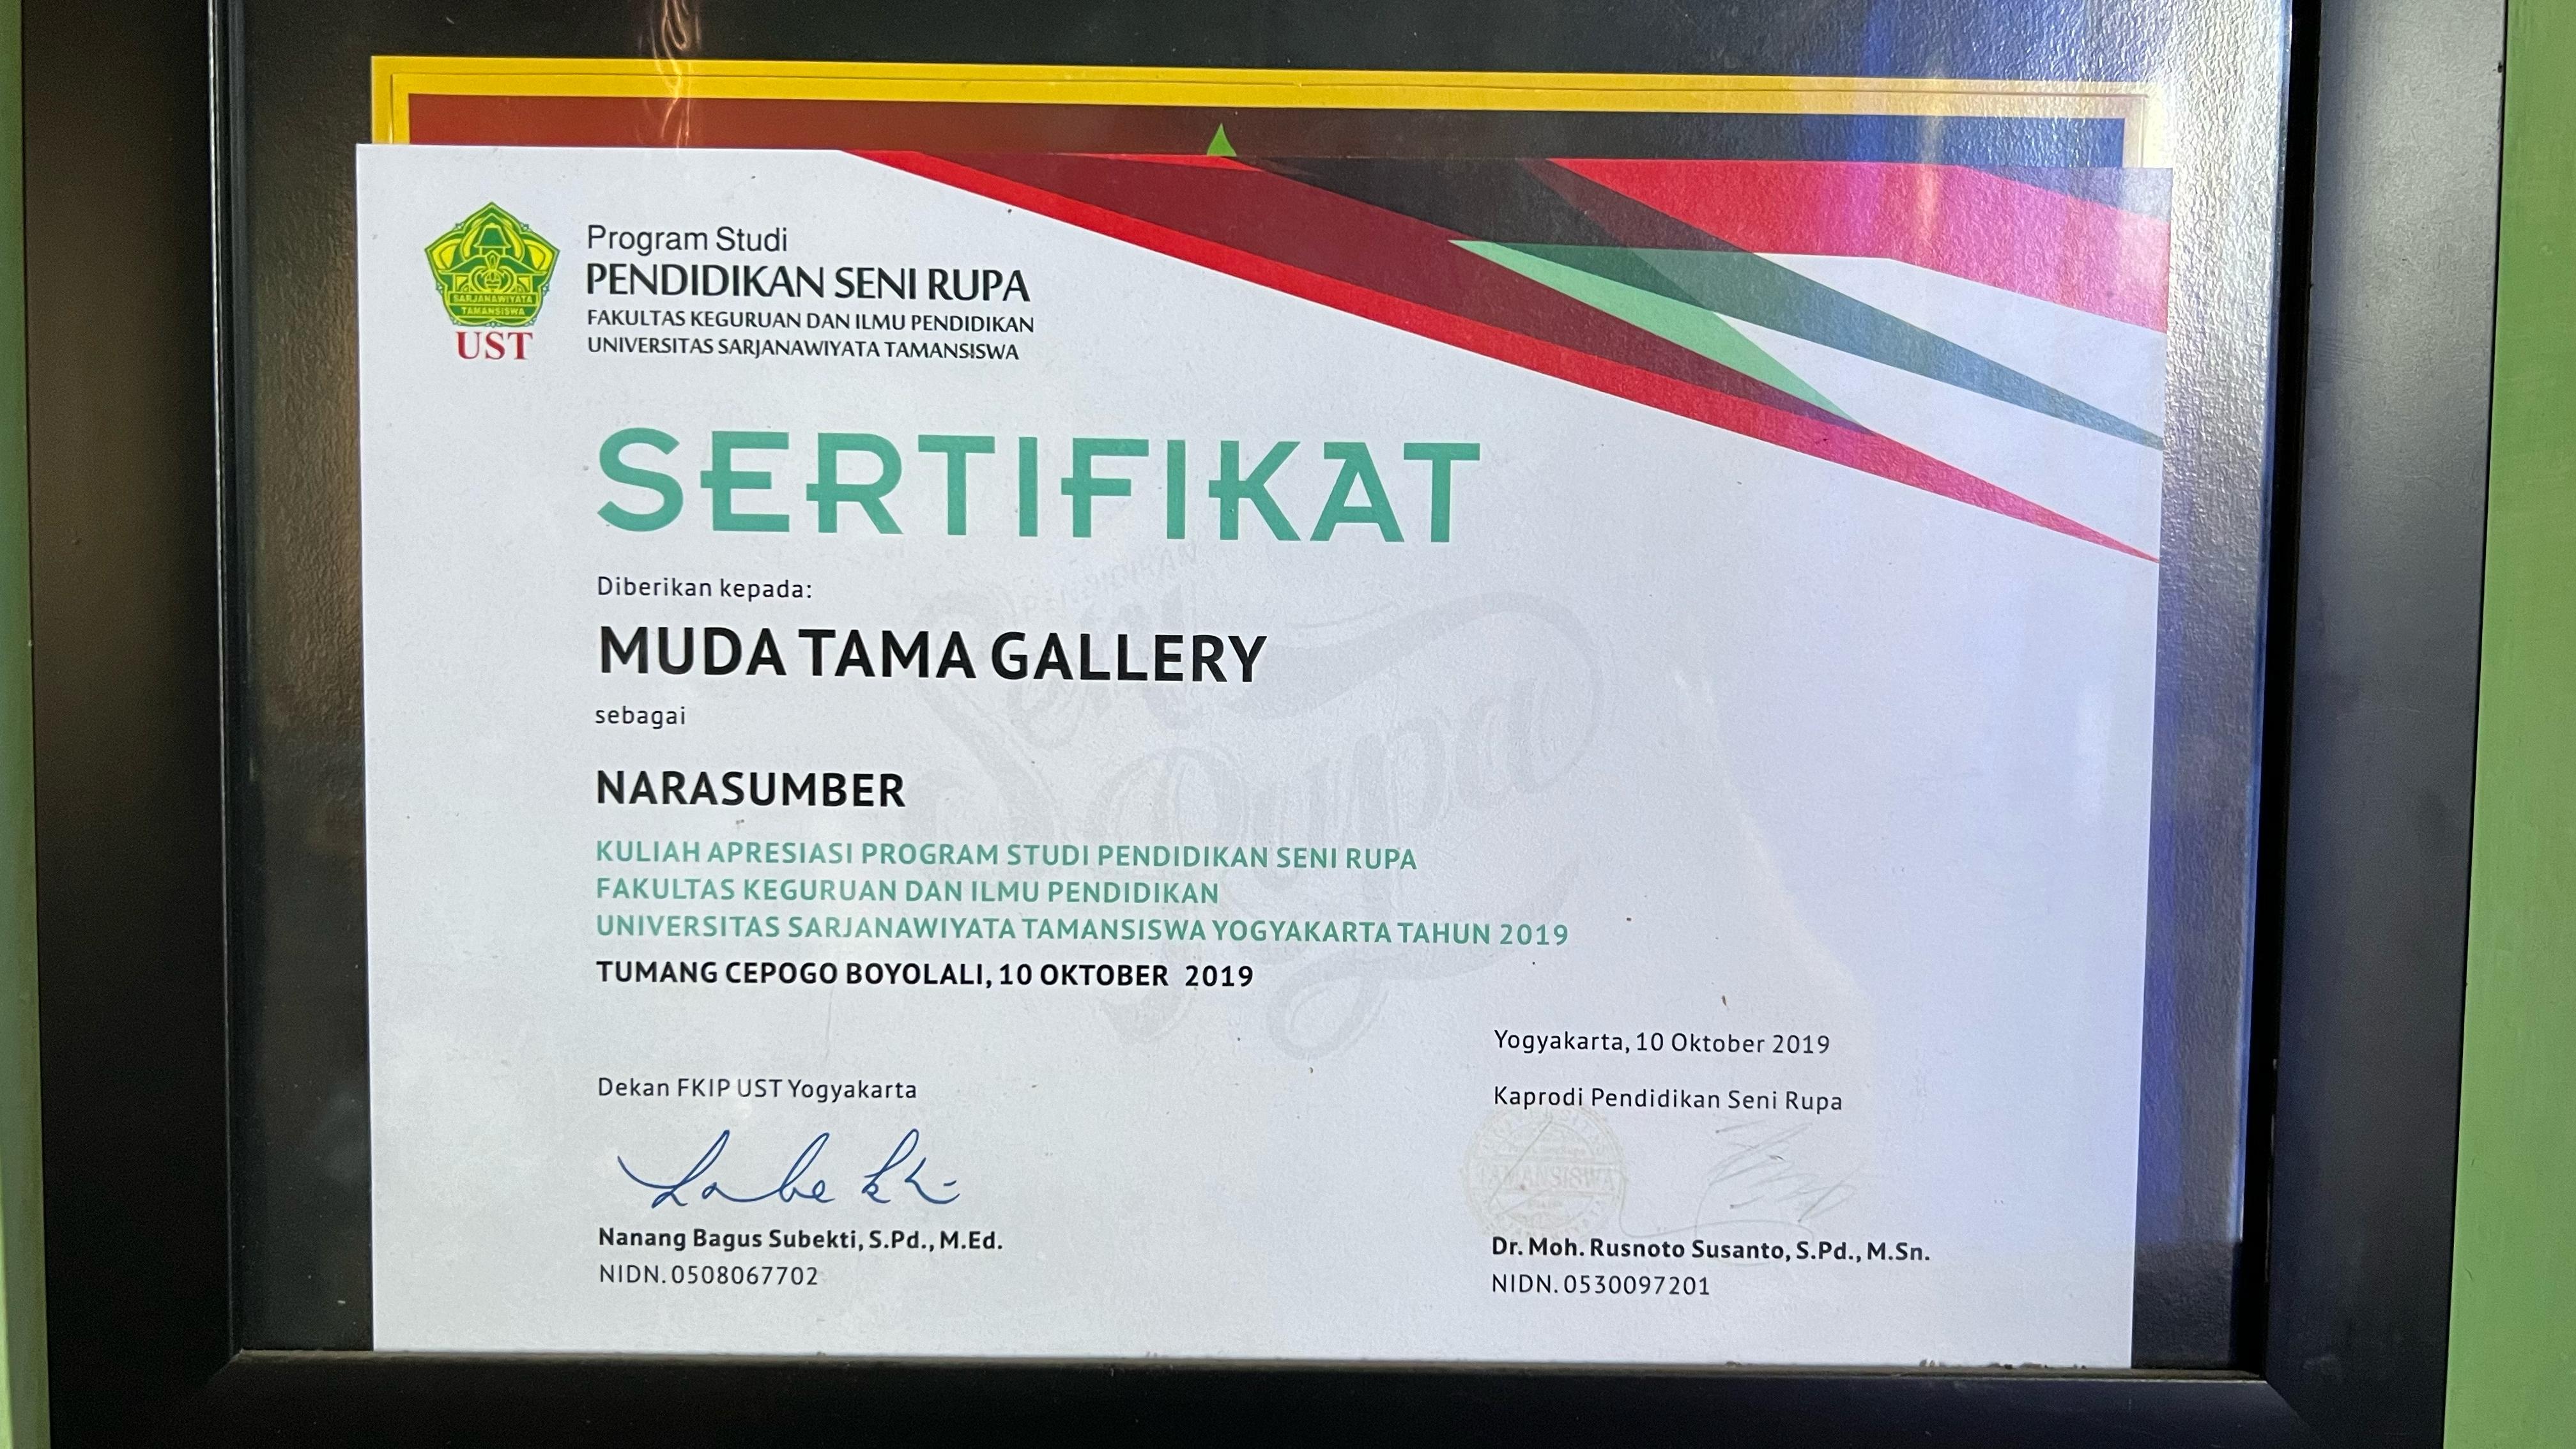 Program Studi
PENDIDIKAN SENI RUPA
FAKULTAS KEGURUAN DAN ILMU PENDIDIKAN
UNIVERSITAS SARJANAWIYATA TAMANSISWA
SARJANAWIYATA
TAMANSISWA
UST
SERTIFIKAT
Diberikan kepada:
MUDA TAMA GALLERY
sebagai
NARASUMBER
KULIAH APRESIASI PROGRAM STUDI PENDIDIKAN SENI RUPA
FAKULTAS KEGURUAN DAN ILMU PENDIDIKAN
UNIVERSITAS SARJANAWIYATA TAMANSISWA YOGYAKARTA TAHUN 2019
TUMANG CEPOGO BOYOLALI, 10 OKTOBER 2019
Seni
Rupa
Yogyakarta, 10 Oktober 2019
Dekan FKIP UST Yogyakarta
Kaprodi Pendidikan Seni Rupa
TAMANSISWA
Nanang Bagus Subekti, S.Pd., M.Ed.
NIDN. 0508067702
Dr. Moh. Rusnoto Susanto, S.Pd., M.Sn.
NIDN. 0530097201